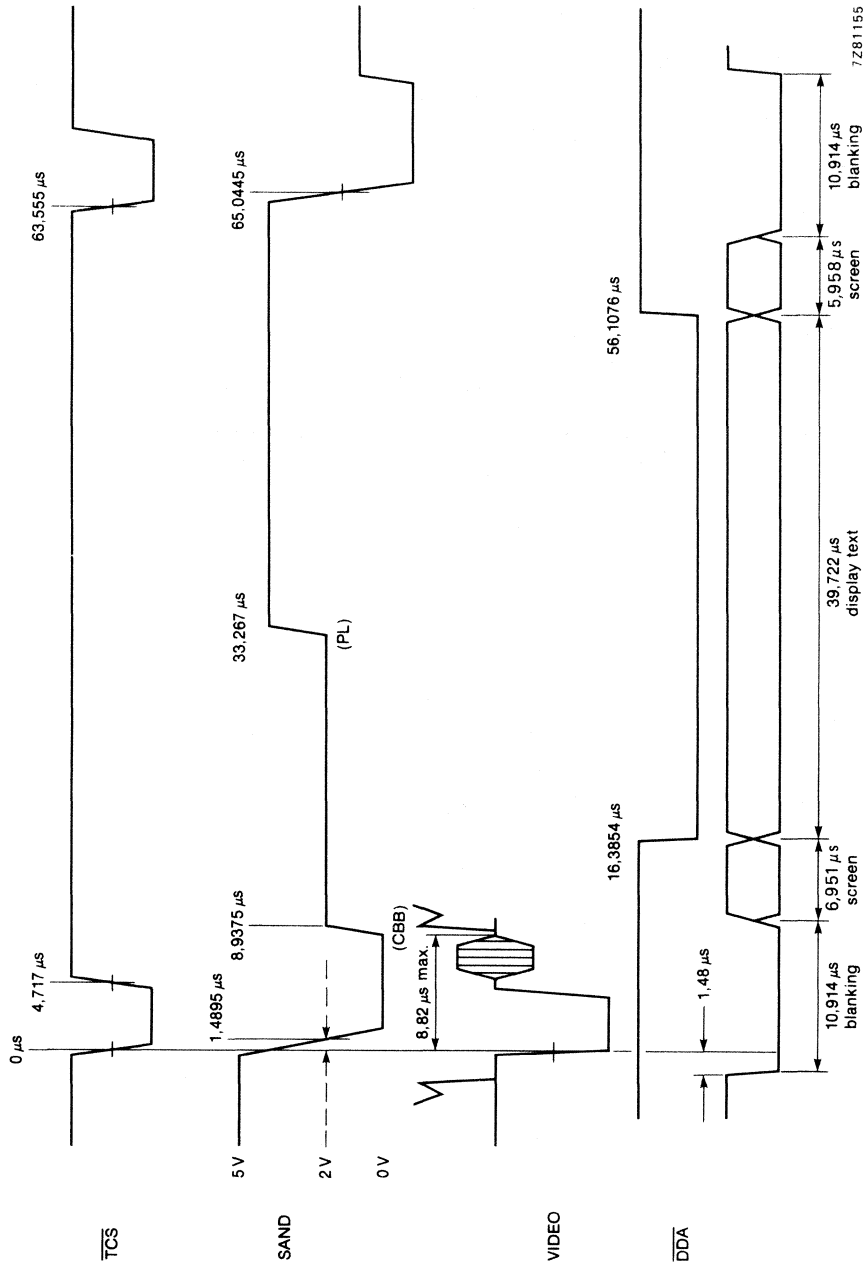 TCS
0 µs
4,717 µs
63,555 µs
SAND
5 V
2 V
0 V
1,4895 µs
8,9375 µs
(CBB)
33,267 µs
(PL)
65,0445 µs
VIDEO
8,82 µs max.
DDA
16,3854 µs
56,1076 µs
1,48 µs
10,914 µs
blanking
6,951 µs
screen
39,722 µs
display text
5,958 µs
screen
10,914 µs
blanking
7Z81155